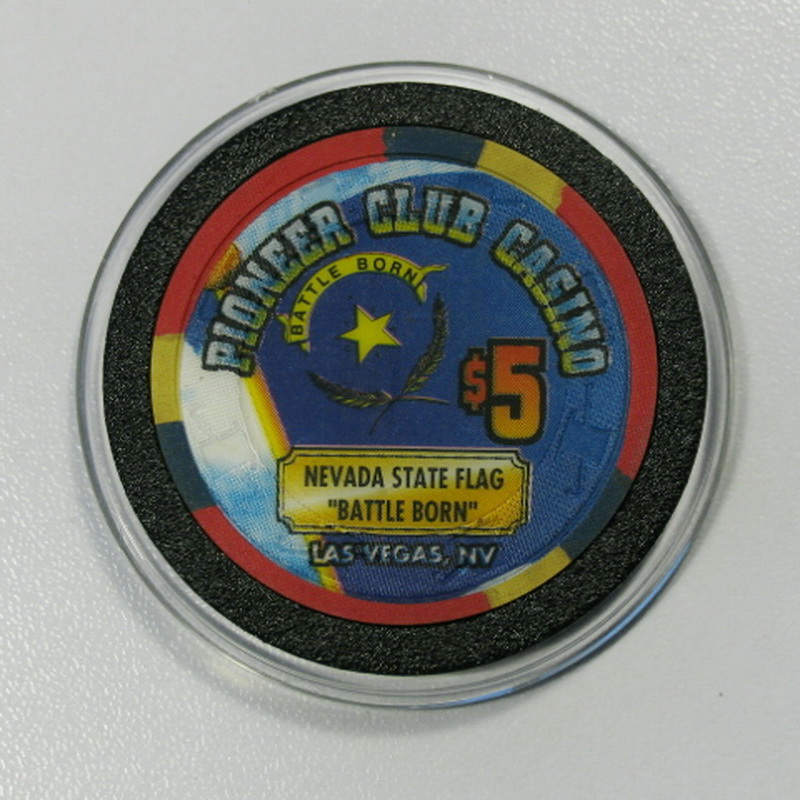 PIONEER CLUB CASINO
BATTLE BORN
$5
NEVADA STATE FLAG
"BATTLE BORN"
LAS VEGAS, NV